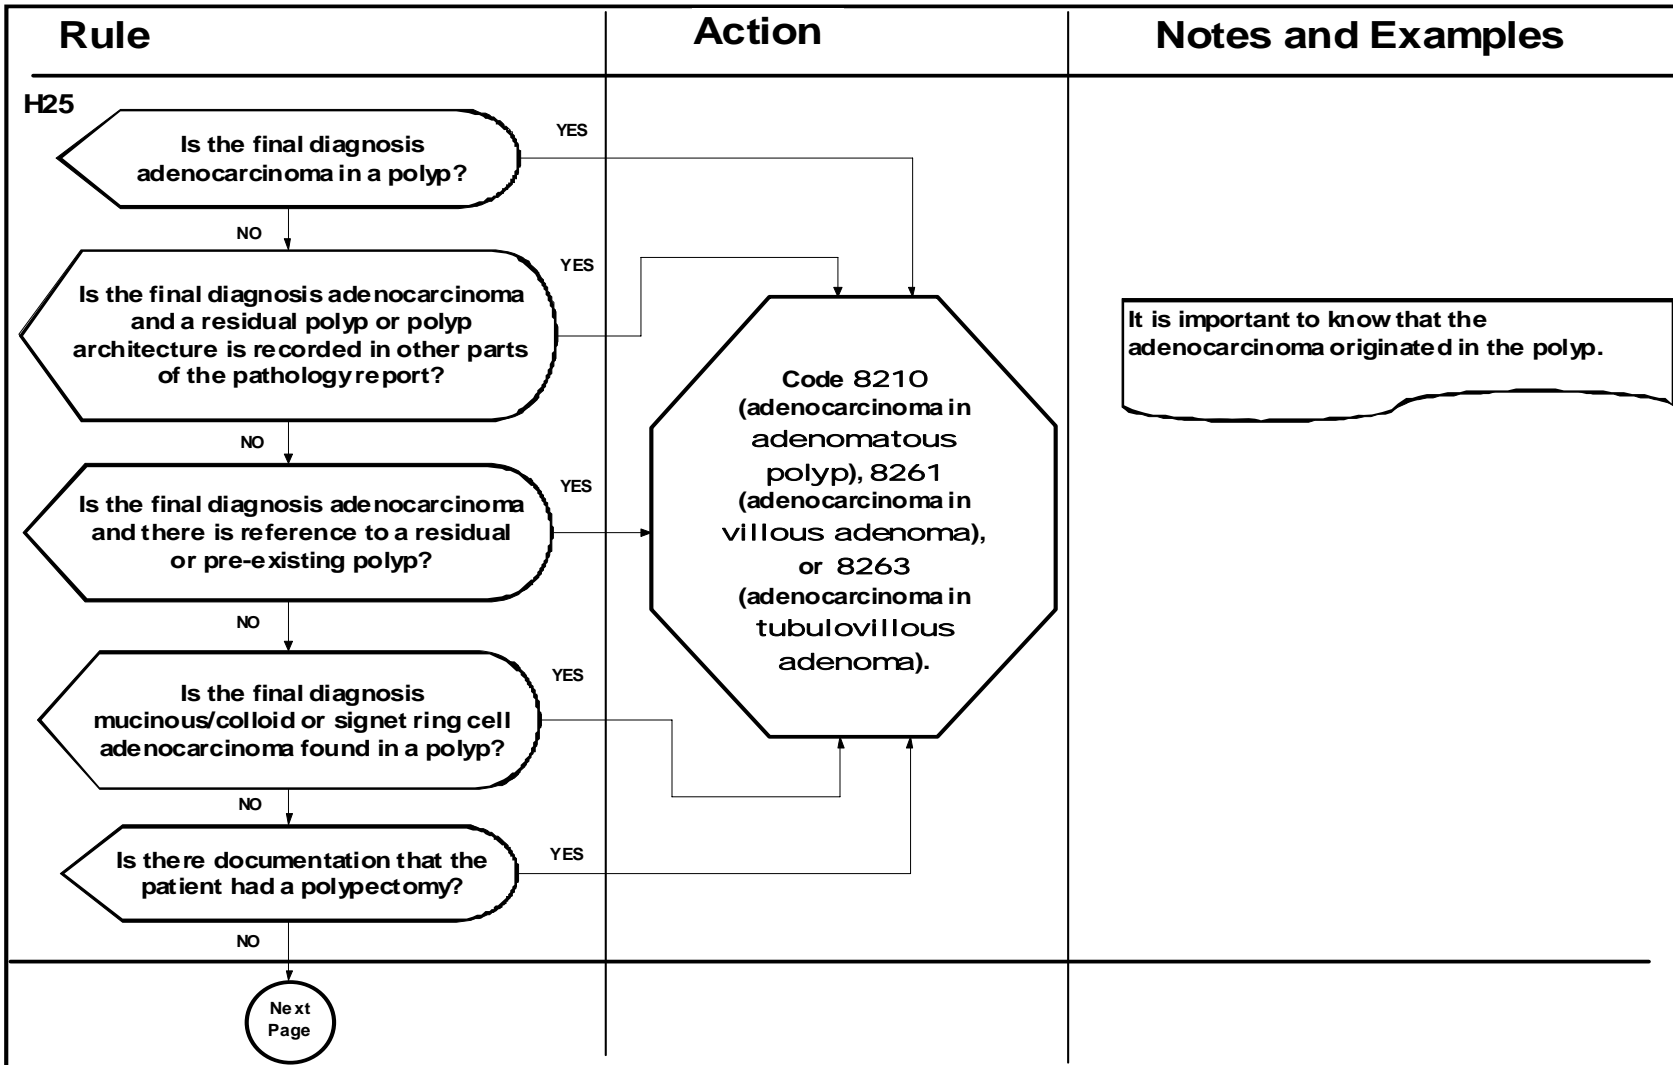 Rule
Action
Notes and Examples
H25
Is the final diagnosis
adenocarcinoma in a polyp?
YES
NO
Is the final diagnosis adenocarcinoma
and a residual polyp or polyp
architecture is recorded in other parts
of the pathology report?
YES
NO
Is the final diagnosis adenocarcinoma
and there is reference to a residual
or pre-existing polyp?
YES
NO
Is the final diagnosis
mucinous/colloid or signet ring cell
adenocarcinoma found in a polyp?
YES
NO
Is there documentation that the
patient had a polypectomy?
YES
NO
Next
Page
Code 8210
(adenocarcinoma in
adenomatous
polyp), 8261
(adenocarcinoma in
villous adenoma),
or 8263
(adenocarcinoma in
tubulovillous
adenoma).
It is important to know that the
adenocarcinoma originated in the polyp.